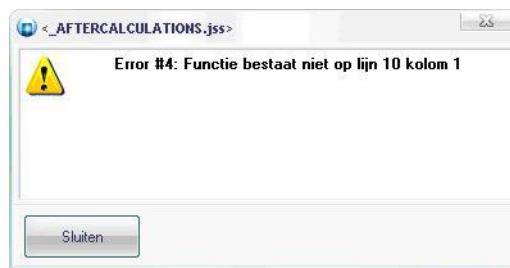 <_AFTERCALCULATIONS.jss>
Error #4: Functie bestaat niet op lijn 10 kolom 1
Sluiten